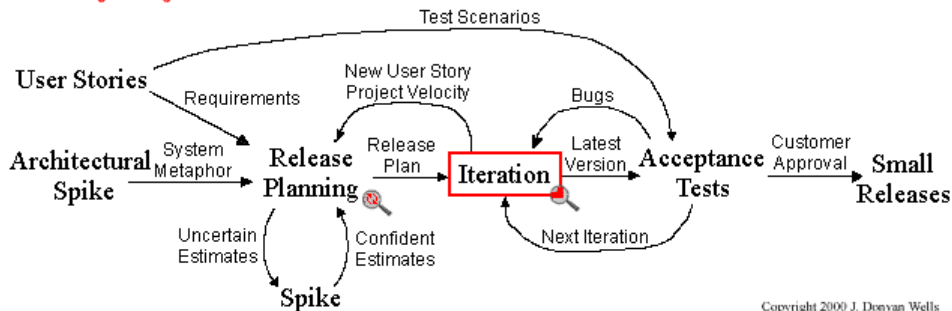 Test Scenarios
User Stories
New User Story
Project Velocity
Bugs
Requirements
Architectural
Spike
System
Metaphor
Release
Planning
Release
Plan
Iteration
Latest
Version
Acceptance
Tests
Customer
Approval
Small
Releases
Uncertain
Estimates
Confident
Estimates
Next Iteration
Spike
Copyright 2000 J. Donvan Wells